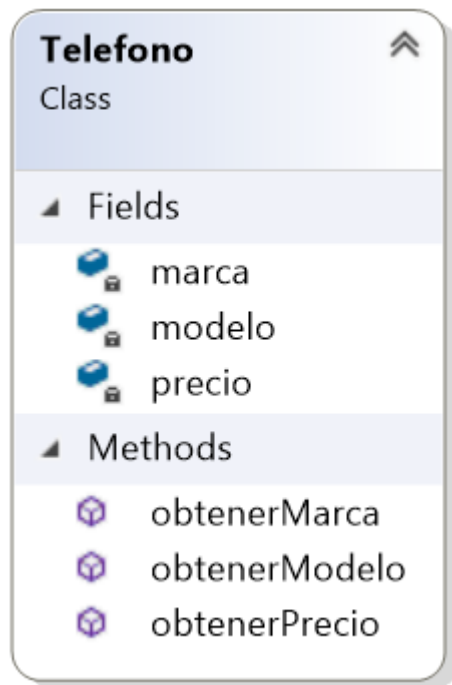 Telefono
Class
Fields
marca
modelo
precio
Methods
obtenerMarca
obtenerModelo
obtenerPrecio